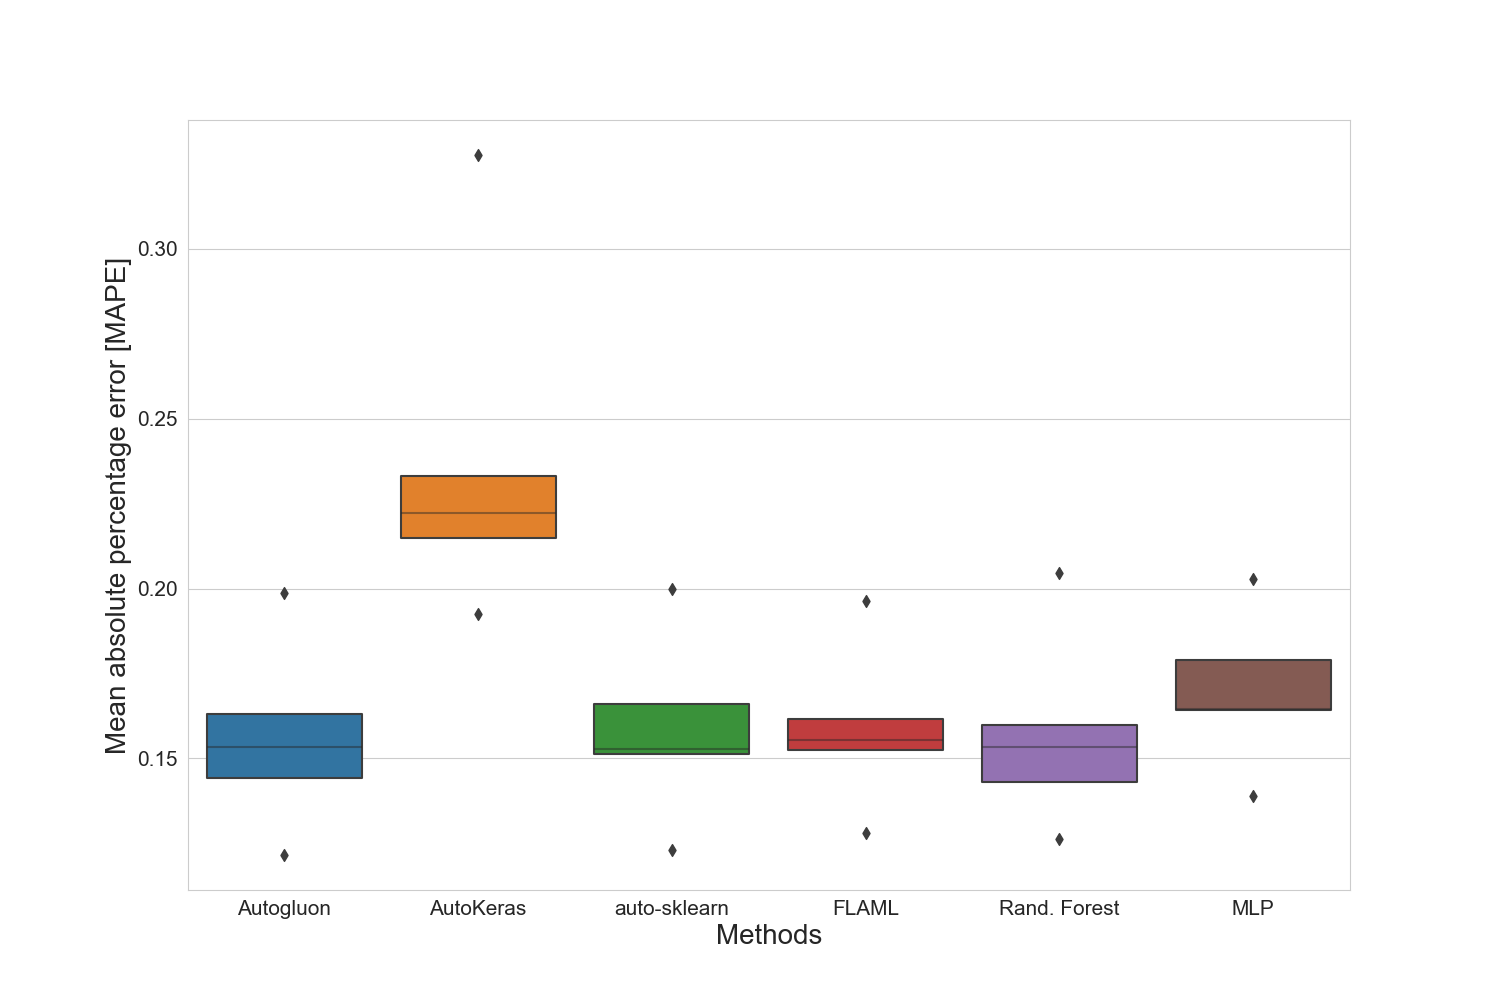 Mean absolute percentage error [MAPE]
0.30
0.25
0.20
0.15
Autogluon AutoKeras auto-sklearn FLAML Rand. Forest MLP
Methods